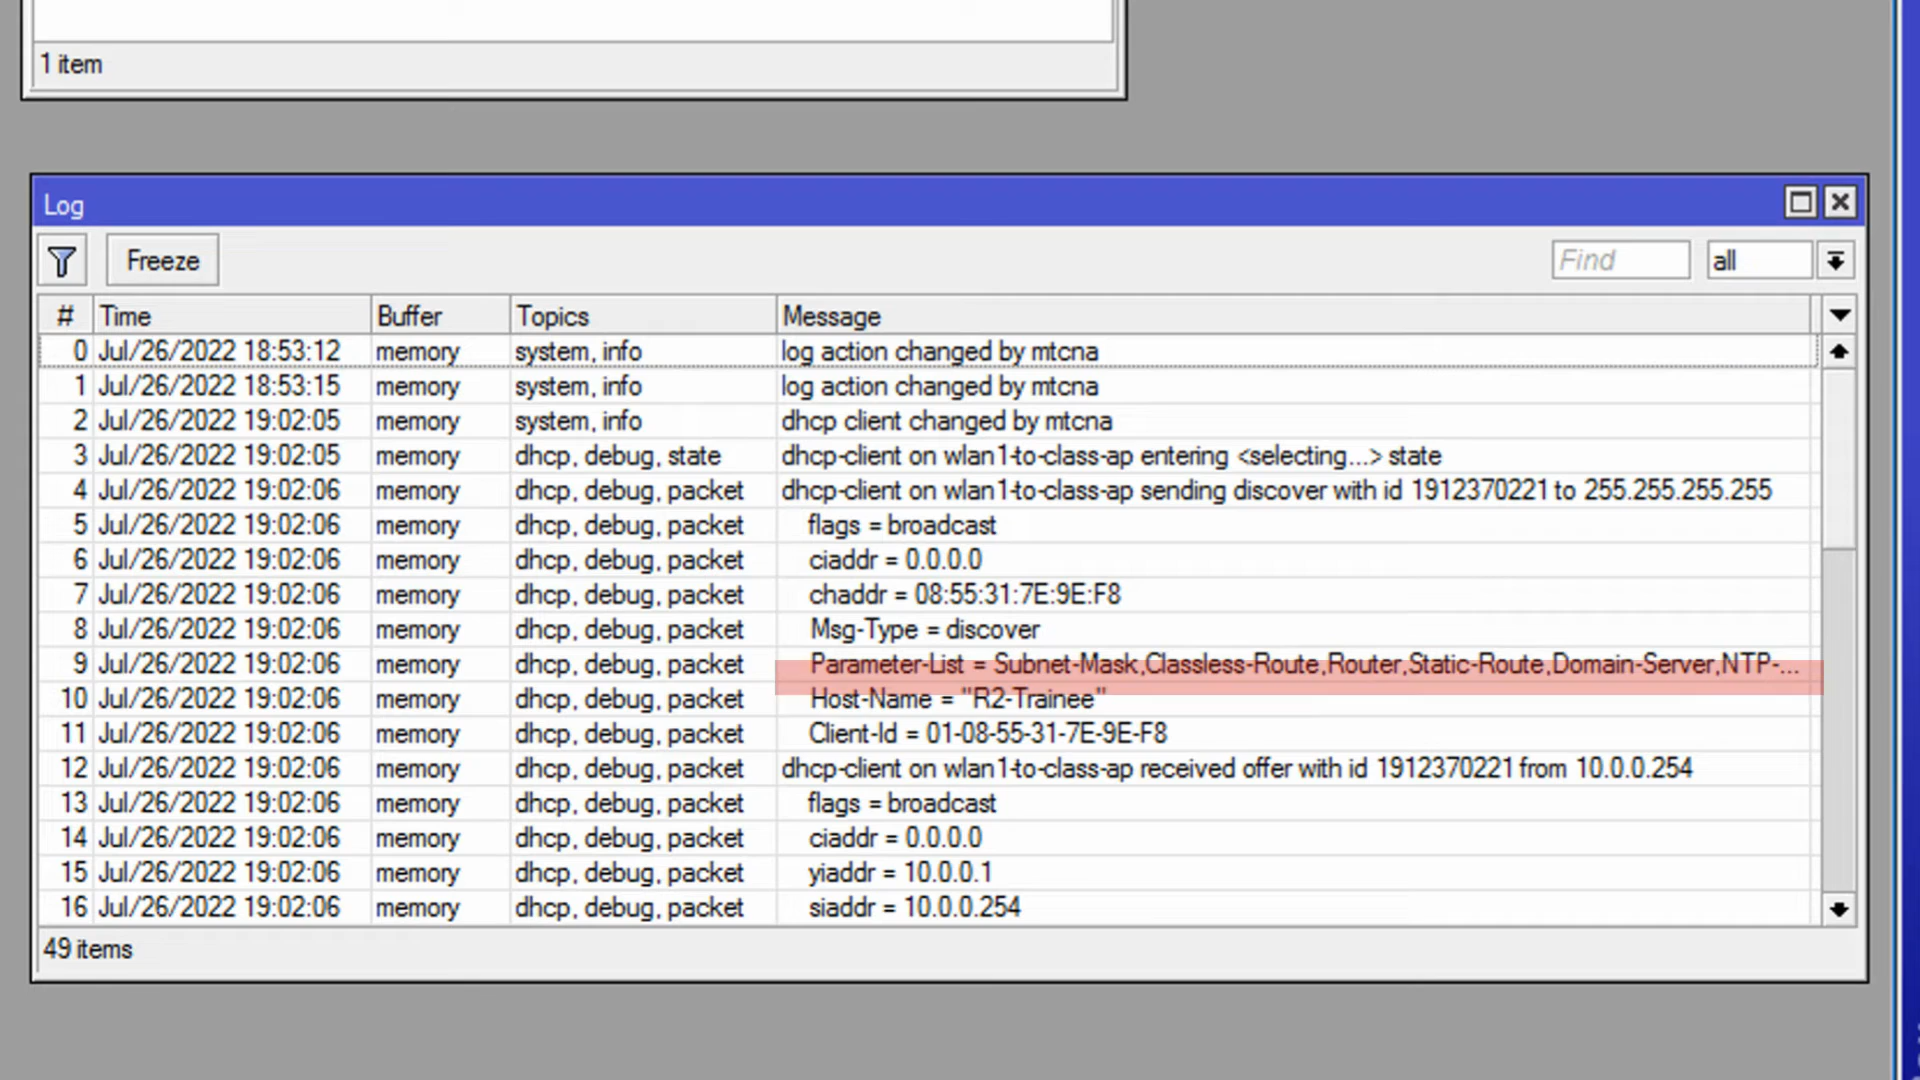 1 item
Log
Freeze Find all
# Time Buffer Topics Message
0 Jul/26/2022 18:53:12 memory system, info log action changed by mtcna
1 Jul/26/2022 18:53:15 memory system, info log action changed by mtcna
2 Jul/26/2022 19:02:05 memory system, info dhcp client changed by mtcna
3 Jul/26/2022 19:02:05 memory dhcp, debug, state dhcp-client on wlan1-to-class-ap entering <selecting...> state
4 Jul/26/2022 19:02:06 memory dhcp, debug, packet dhcp-client on wlan1-to-class-ap sending discover with id 1912370221 to 255.255.255.255
5 Jul/26/2022 19:02:06 memory dhcp, debug, packet flags = broadcast
6 Jul/26/2022 19:02:06 memory dhcp, debug, packet ciaddr = 0.0.0.0
7 Jul/26/2022 19:02:06 memory dhcp, debug, packet chaddr = 08:55:31:7E:9E:F8
8 Jul/26/2022 19:02:06 memory dhcp, debug, packet Msg-Type = discover
9 Jul/26/2022 19:02:06 memory dhcp, debug, packet Parameter-List = Subnet-Mask,Classless-Route,Router,Static-Route,Domain-Server,NTP-...
10 Jul/26/2022 19:02:06 memory dhcp, debug, packet Host-Name = "R2-Trainee"
11 Jul/26/2022 19:02:06 memory dhcp, debug, packet Client-Id = 01-08-55-31-7E-9E-F8
12 Jul/26/2022 19:02:06 memory dhcp, debug, packet dhcp-client on wlan1-to-class-ap received offer with id 1912370221 from 10.0.0.254
13 Jul/26/2022 19:02:06 memory dhcp, debug, packet flags = broadcast
14 Jul/26/2022 19:02:06 memory dhcp, debug, packet ciaddr = 0.0.0.0
15 Jul/26/2022 19:02:06 memory dhcp, debug, packet yiaddr = 10.0.0.1
16 Jul/26/2022 19:02:06 memory dhcp, debug, packet siaddr = 10.0.0.254
49 items